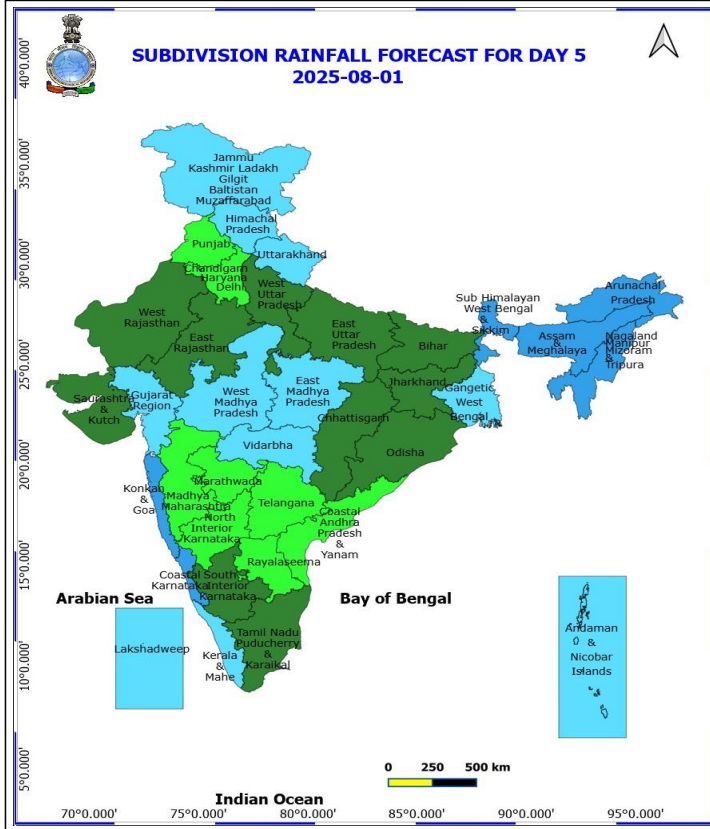 SUBDIVISION RAINFALL FORECAST FOR DAY 5
2025-08-01
40°0.000'
35°0.000'
30°0.000'
25°0.000'
20°0.000'
15°0.000'
10°0.000'
5°0.000'
Jammu
Kashmir Ladakh
Gilgit
Baltistan
Muzaffarabad
Himachal
Pradesh
Punjab
Uttarakhand
Chandigarh
Haryana
Delhi
West
Uttar
Pradesh
West
Rajasthan
East
Rajasthan
East
Uttar
Pradesh
Bihar
Sub Himalayan
West Bengal
&
Sikkim
Arunachal
Pradesh
Assam
&
Meghalaya
Nagaland
Manipur
Mizoram
&
Tripura
Saurashtra
&
Kutch
Gujarat
Region
West
Madhya
Pradesh
East
Madhya
Pradesh
Jharkhand
Gangetic
West
Bengal
Chhattisgarh
Odisha
Vidarbha
Konkan
&
Goa
Madhya
Maharashtra
Marathwada
Telangana
North
Interior
Karnataka
Coastal
Andhra
Pradesh
&
Yanam
Rayalaseema
Coastal
Karnataka
South
Interior
Karnataka
Arabian Sea
Bay of Bengal
Lakshadweep
Kerala
&
Mahe
Tamil Nadu
Puducherry
&
Karaikal
Andaman
&
Nicobar
Islands
0 250 500 km
Indian Ocean
70°0.000' 75°0.000' 80°0.000' 85°0.000' 90°0.000' 95°0.000'